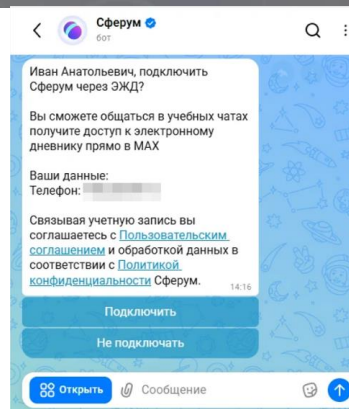 Сферум
бот
Иван Анатольевич, подключить
Сферум через ЭЖД?
Вы сможете общаться в учебных чатах
получите доступ к электронному
дневнику прямо в MAX
Ваши данные:
Телефон:
Связывая учетную запись вы
соглашаетесь с Пользовательским
соглашением и обработкой данных в
соответствии с Политикой
конфиденциальности Сферум.
14:16
Подключить
Не подключать
Открыть
Сообщение